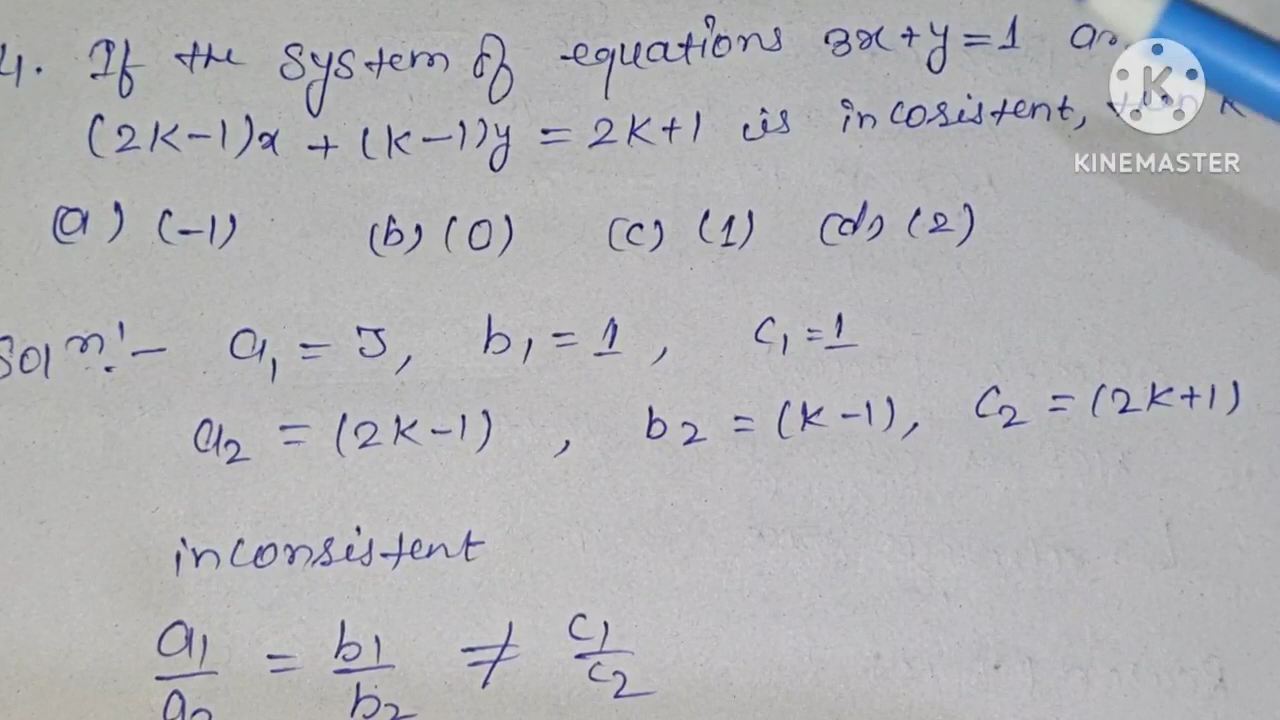 4. If the system of equations 3x+y=1
(2K-1)x + (K-1)y = 2K+1 is incosistent, K
(a) (-1) (b) (0) (c) (1) (d) (2)
Sol n:- a₁ = 3, b₁ = 1, c₁ = 1
a₂ = (2K-1), b₂ = (K-1), c₂ = (2K+1)
inconsistent
a₁/a₂ = b₁/b₂ ≠ c₁/c₂
K
KINEMASTER